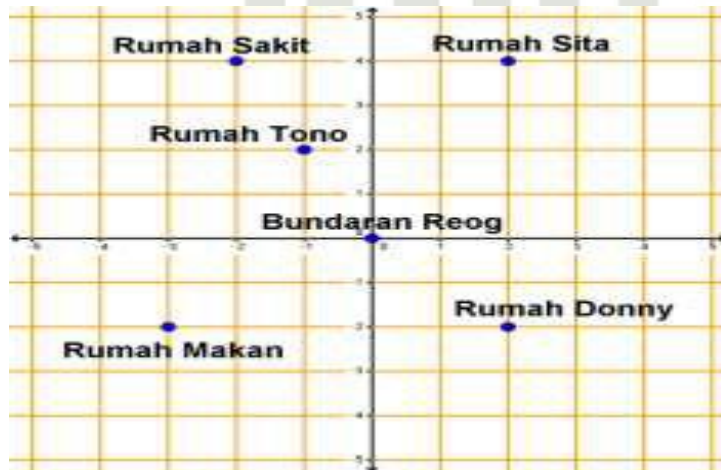 Rumah Sakit
Rumah Sita
Rumah Tono
Bundaran Reog
Rumah Donny
Rumah Makan